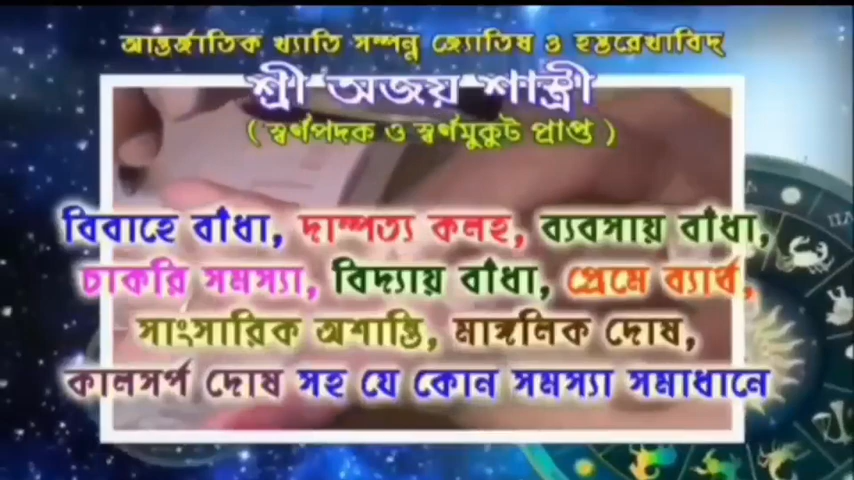 আন্তর্জাতিক খ্যাতি সম্পন্ন জ্যোতিষ ও হস্তরেখাবিদ্
শ্রী অজয় শাস্ত্রী
( স্বর্ণপদক ও স্বর্ণমুকুট প্রাপ্ত )
বিবাহে বাঁধা, দাম্পত্য কলহ, ব্যবসায় বাঁধা,
চাকরি সমস্যা, বিদ্যায় বাঁধা, প্রেমে ব্যার্থ,
সাংসারিক অশান্তি, মাঙ্গলিক দোষ,
কালসর্প দোষ সহ যে কোন সমস্যা সমাধানে